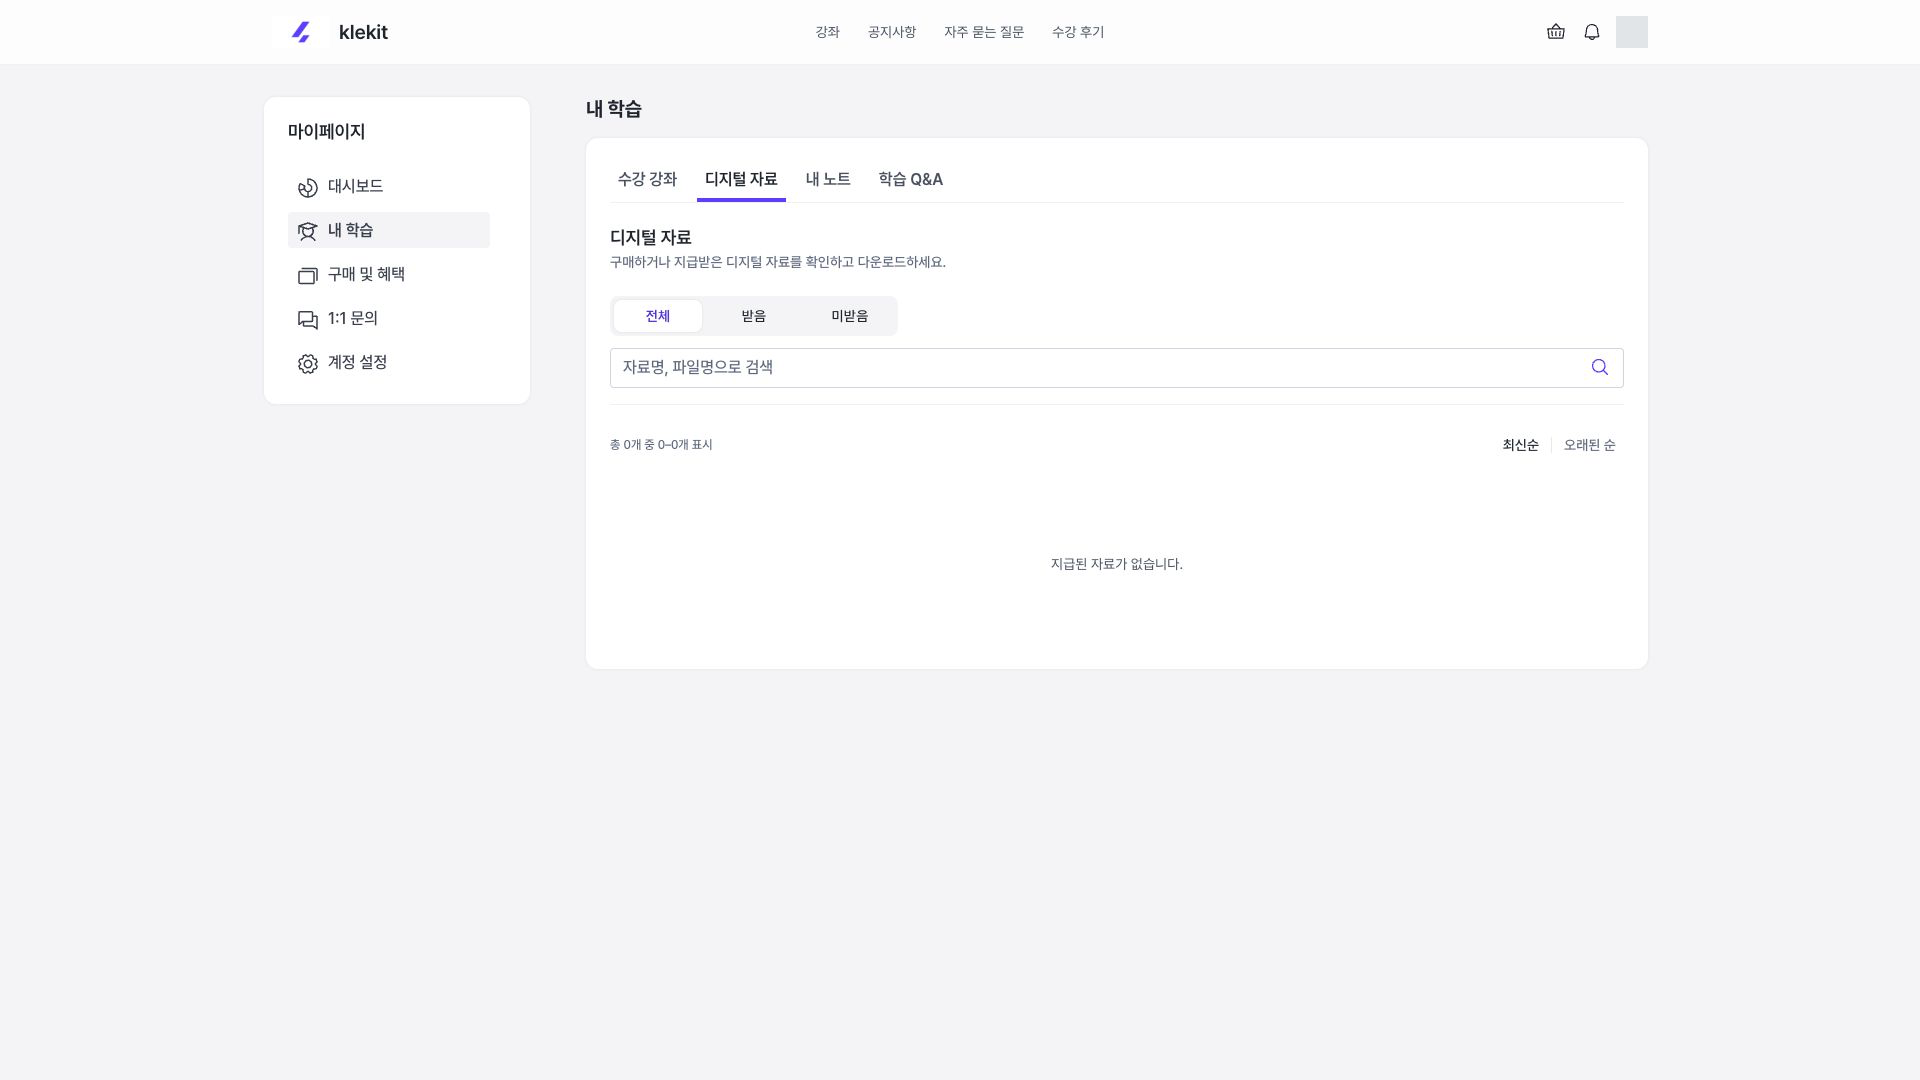 klekit
강좌
공지사항
자주 묻는 질문
수강 후기
마이페이지
대시보드
내 학습
구매 및 혜택
1:1 문의
계정 설정
내 학습
수강 강좌
디지털 자료
내 노트
학습 Q&A
디지털 자료
구매하거나 지급받은 디지털 자료를 확인하고 다운로드하세요.
전체
받음
미받음
자료명, 파일명으로 검색
총 0개 중 0–0개 표시
최신순
오래된 순
지급된 자료가 없습니다.